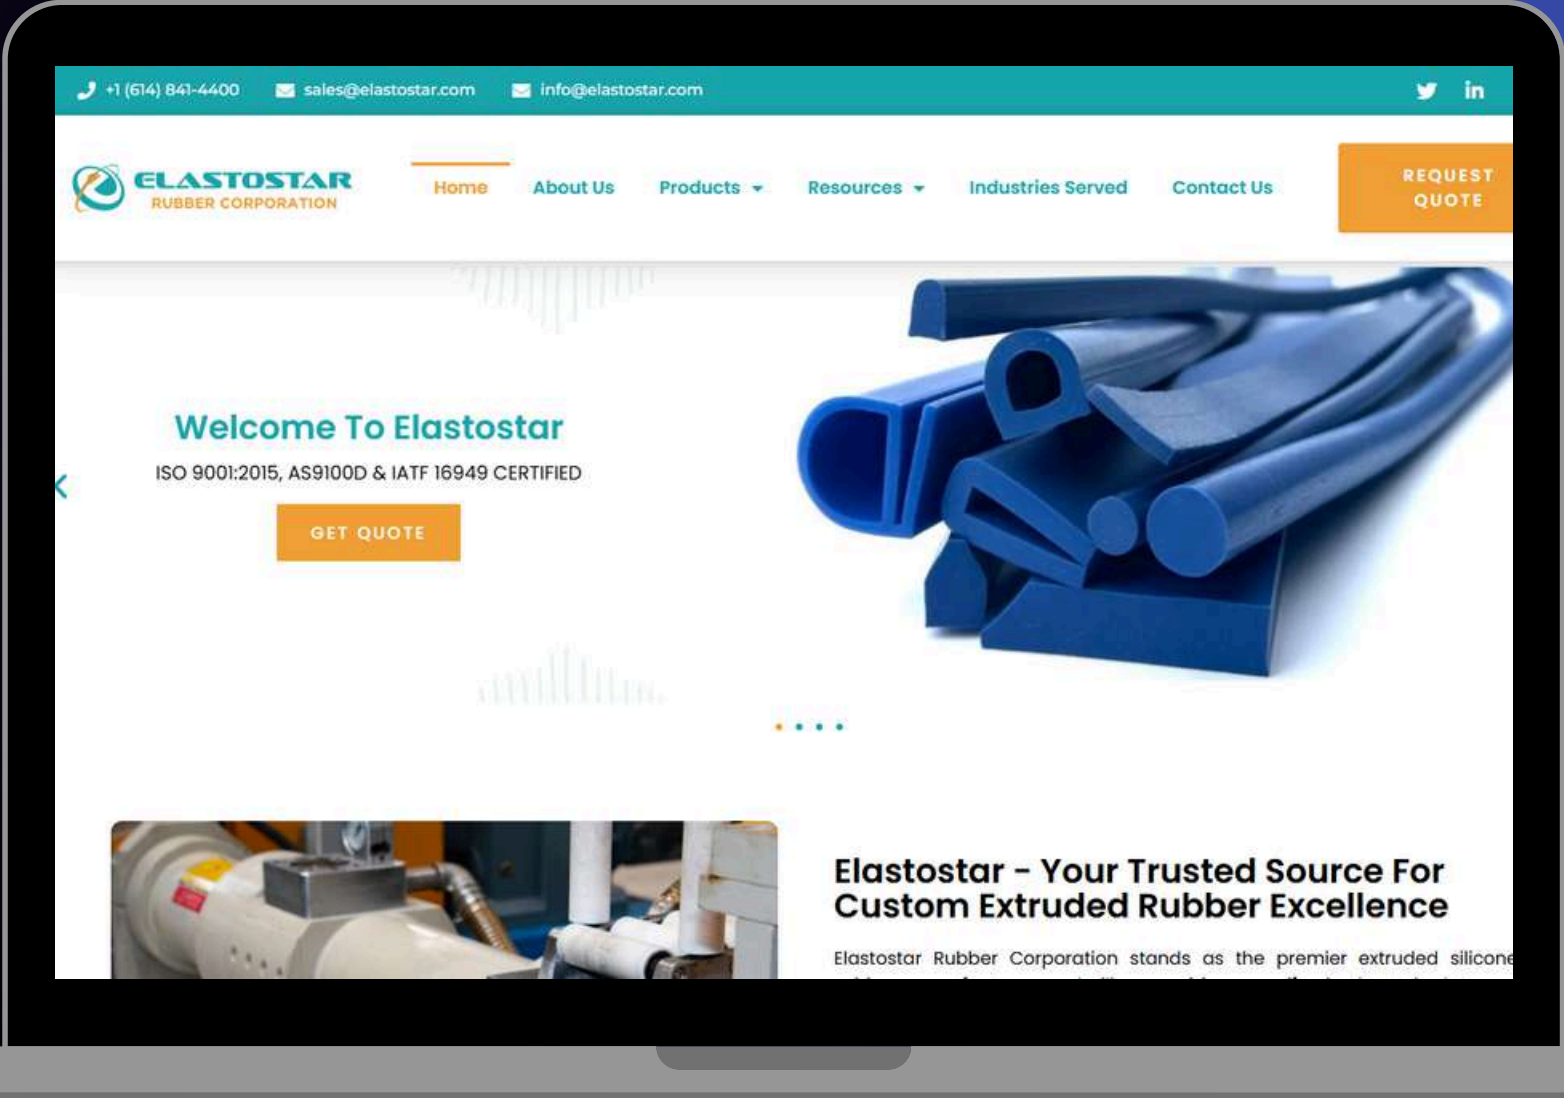 +1 (614) 841-4400 sales@elastostar.com info@elastostar.com in
ELASTOSTAR
RUBBER CORPORATION
Home About Us Products Resources Industries Served Contact Us
REQUEST
QUOTE
Welcome To Elastostar
ISO 9001:2015, AS9100D & IATF 16949 CERTIFIED
GET QUOTE
Elastostar - Your Trusted Source For
Custom Extruded Rubber Excellence
Elastostar Rubber Corporation stands as the premier extruded silicone